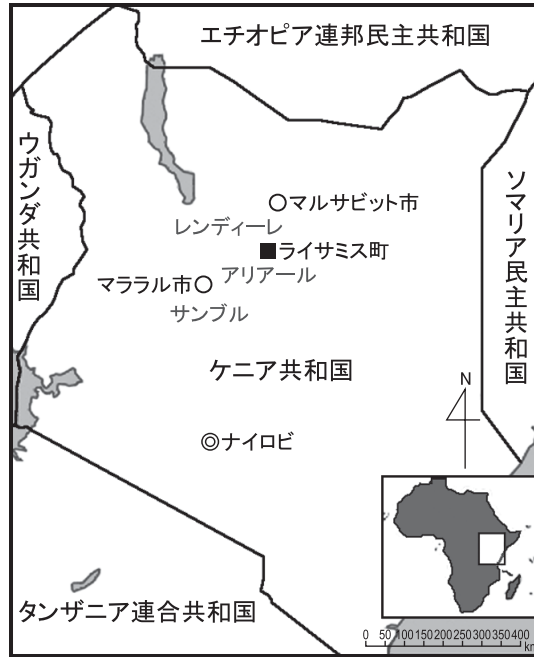 エチオピア連邦民主共和国
ウガンダ共和国
ソマリア民主共和国
マルサビット市
レンディーレ
ライサミス町
アリアール
マララル市
サンブル
ケニア共和国
N
ナイロビ
タンザニア連合共和国
0 50 100 150 200 250 300 350 400
km